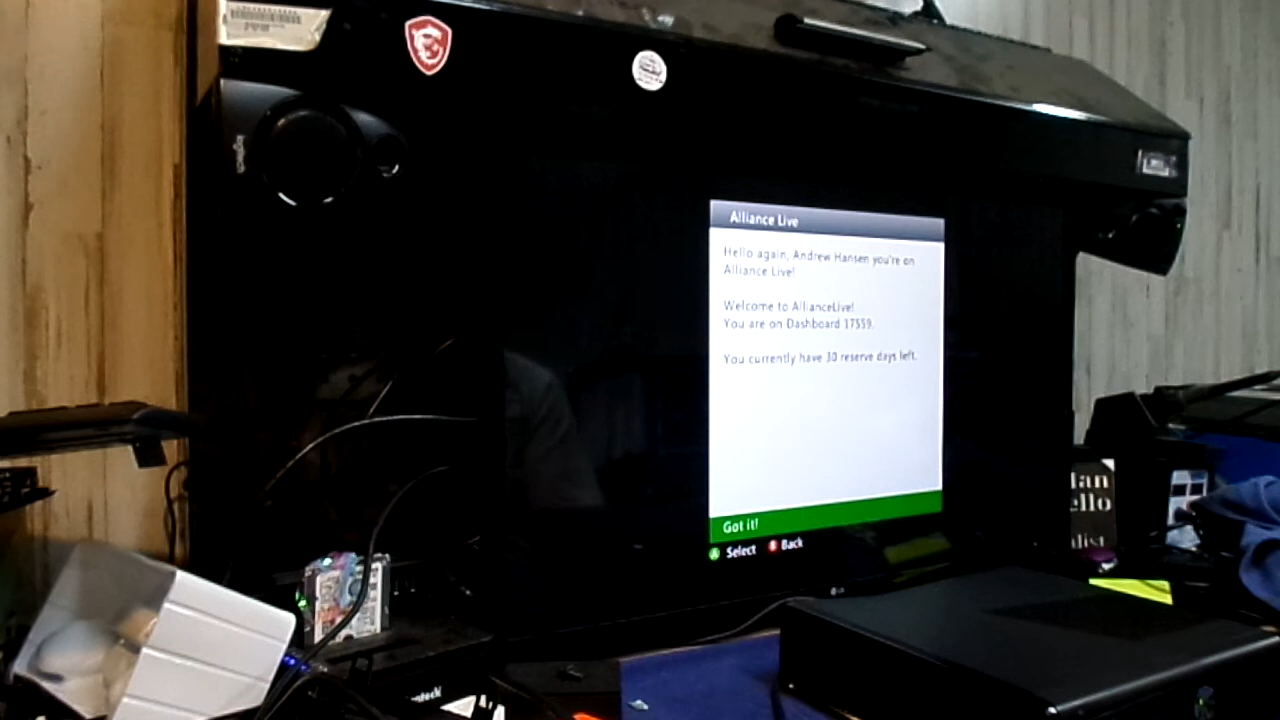 Alliance Live
Hello again, Andrew Hansen you're on
Alliance Live!
Welcome to AllianceLive!
You are on Dashboard 17559.
You currently have 30 reserve days left.
Got it!
A Select B Back
LG